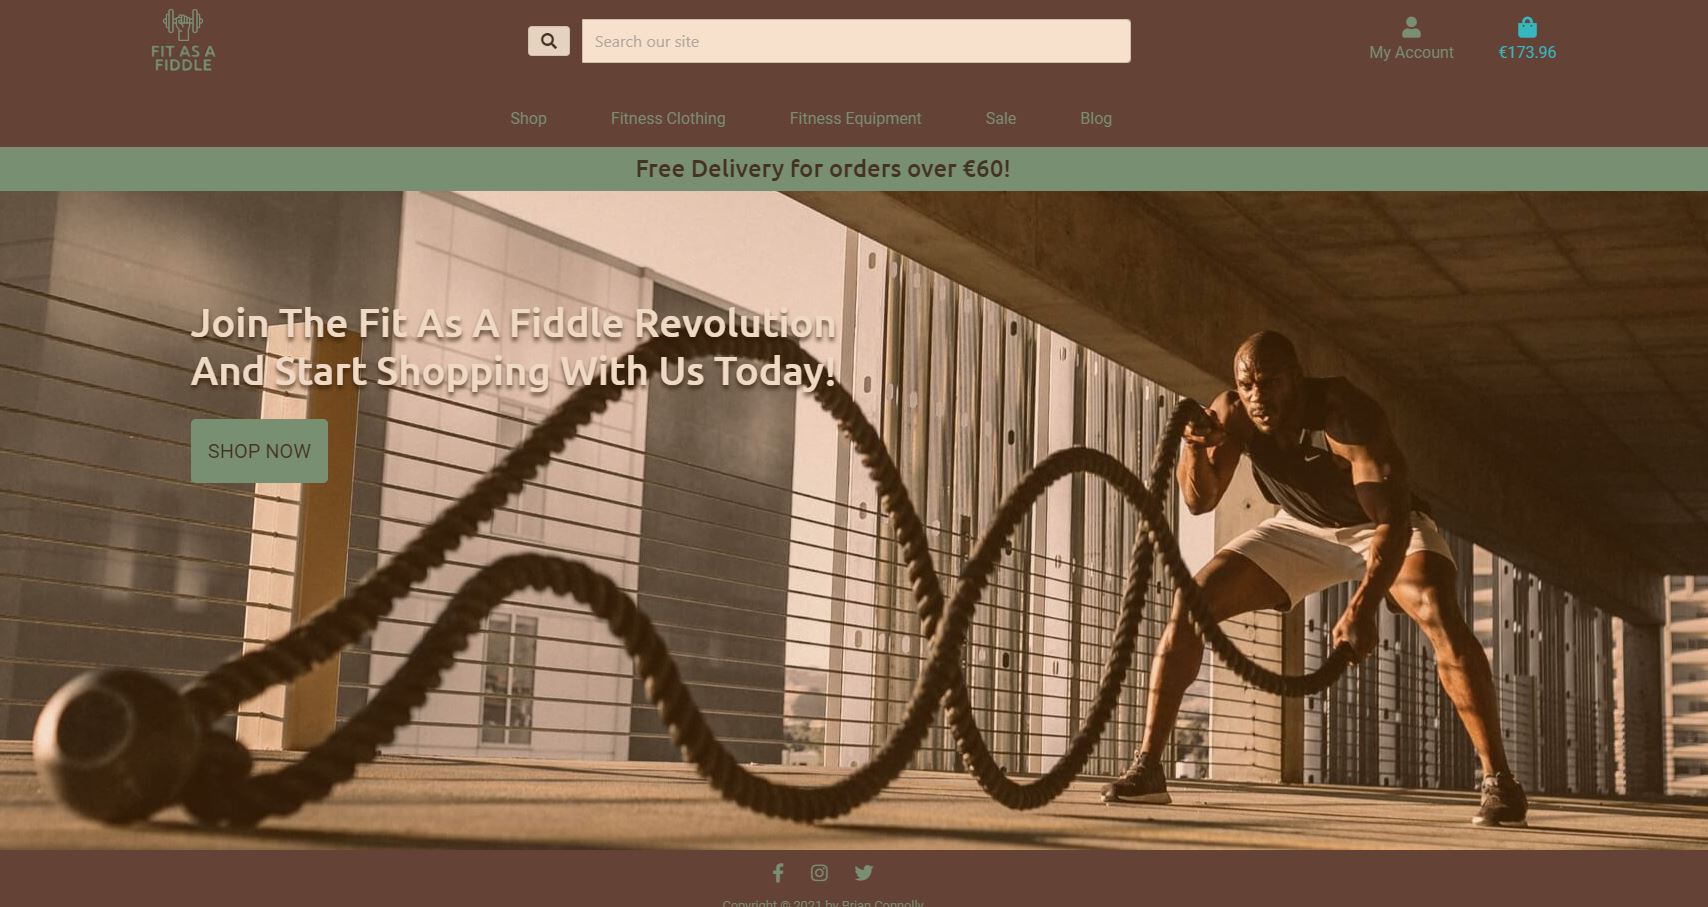 FIT AS A
FIDDLE
Search our site
My Account
€173.96
Shop
Fitness Clothing
Fitness Equipment
Sale
Blog
Free Delivery for orders over €60!
Join The Fit As A Fiddle Revolution
And Start Shopping With Us Today!
SHOP NOW
Copyright © 2021 by Brian Connolly